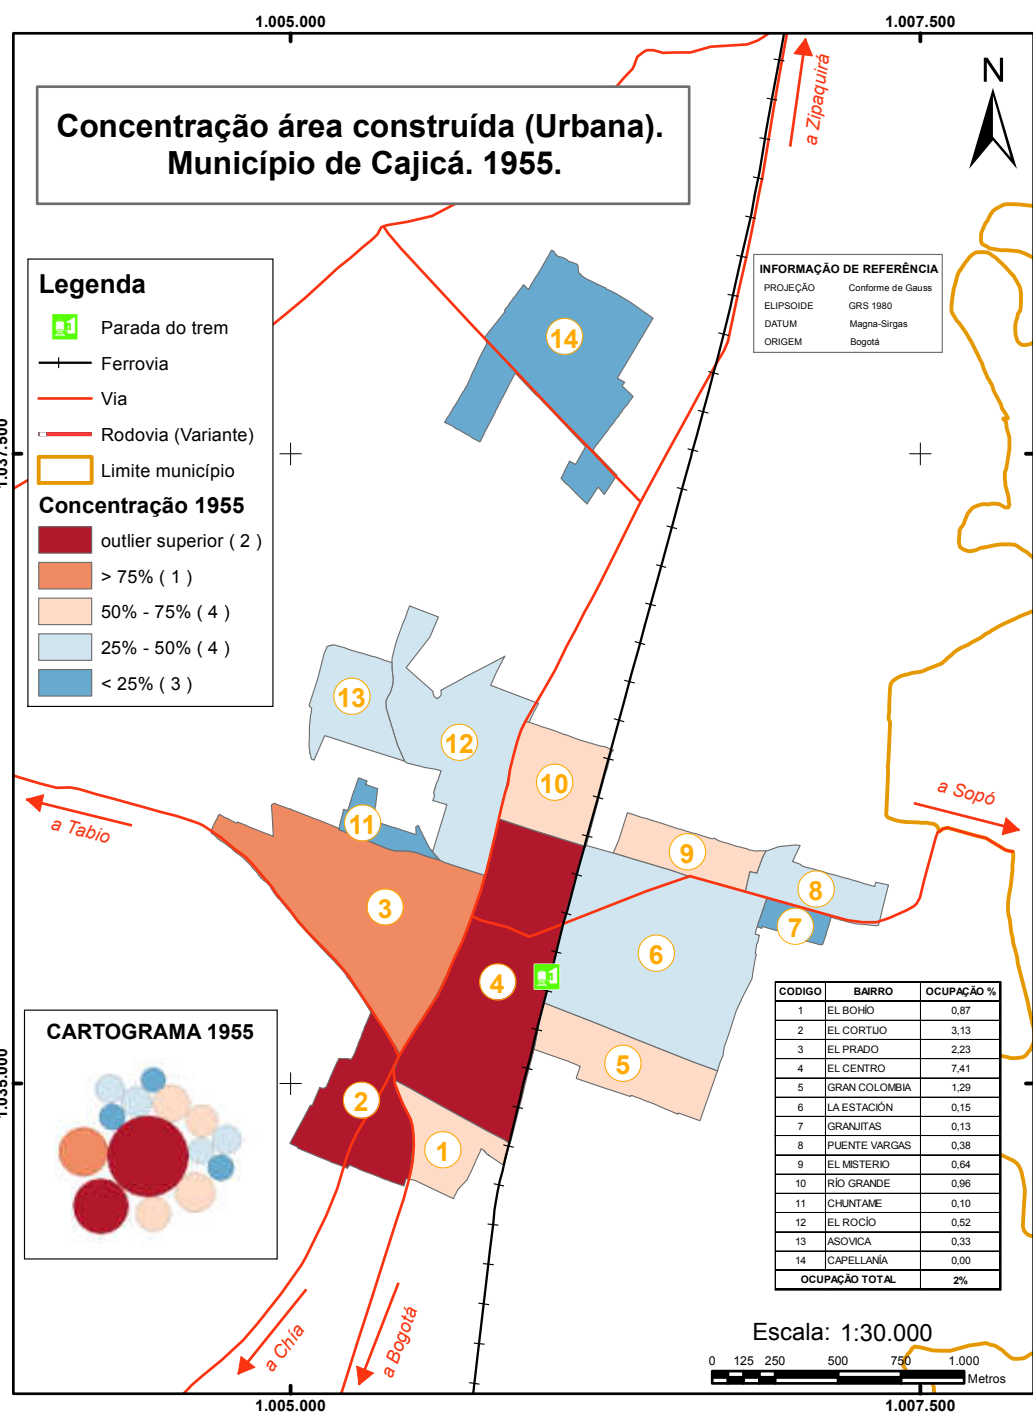 1.005.000
1.007.500
Concentração área construída (Urbana).
Município de Cajicá. 1955.
a Zipaquirá
N
INFORMAÇÃO DE REFERÊNCIA
PROJEÇÃO Conforme de Gauss
ELIPSOIDE GRS 1980
DATUM Magna-Sirgas
ORIGEM Bogotá
Legenda
Parada do trem
Ferrovia
Via
Rodovia (Variante)
Limite município
Concentração 1955
outlier superior ( 2 )
> 75% ( 1 )
50% - 75% ( 4 )
25% - 50% ( 4 )
< 25% ( 3 )
1.037.500
14
13
12
10
11
9
8
7
3
6
4
5
2
1
a Tabio
a Sopó
CARTOGRAMA 1955
1.035.000
CODIGO BAIRRO OCUPAÇÃO %
1 EL BOHÍO 0,87
2 EL CORTIJO 3,13
3 EL PRADO 2,23
4 EL CENTRO 7,41
5 GRAN COLOMBIA 1,29
6 LA ESTACIÓN 0,15
7 GRANJITAS 0,13
8 PUENTE VARGAS 0,38
9 EL MISTERIO 0,64
10 RÍO GRANDE 0,96
11 CHUNTAME 0,10
12 EL ROCÍO 0,52
13 ASOVICA 0,33
14 CAPELLANÍA 0,00
OCUPAÇÃO TOTAL 2%
a Chía
a Bogotá
Escala: 1:30.000
0 125 250 500 750 1.000
Metros
1.005.000
1.007.500